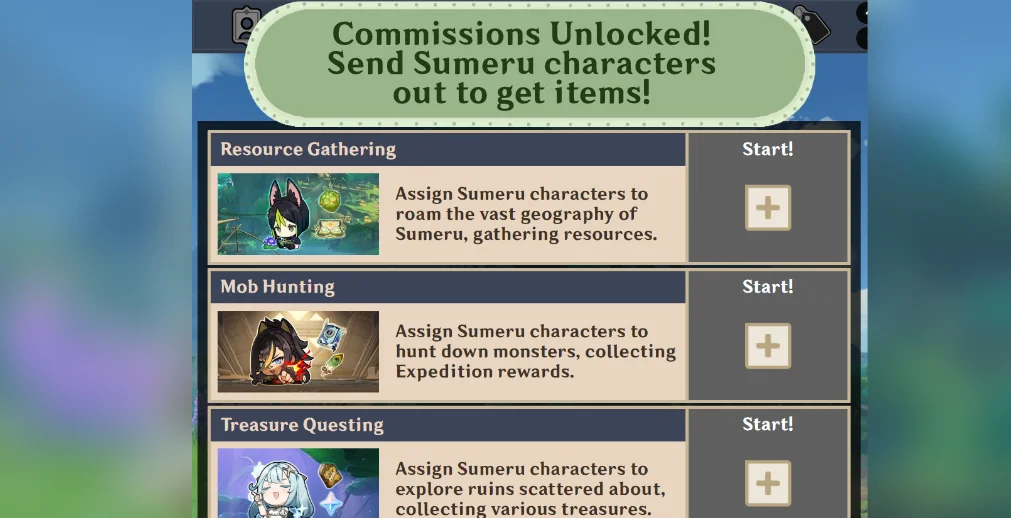 Commissions Unlocked!
Send Sumeru characters
out to get items!
Resource Gathering
Start!
Assign Sumeru characters to
roam the vast geography of
Sumeru, gathering resources.
Mob Hunting
Start!
Assign Sumeru characters to
hunt down monsters, collecting
Expedition rewards.
Treasure Questing
Start!
Assign Sumeru characters to
explore ruins scattered about,
collecting various treasures.